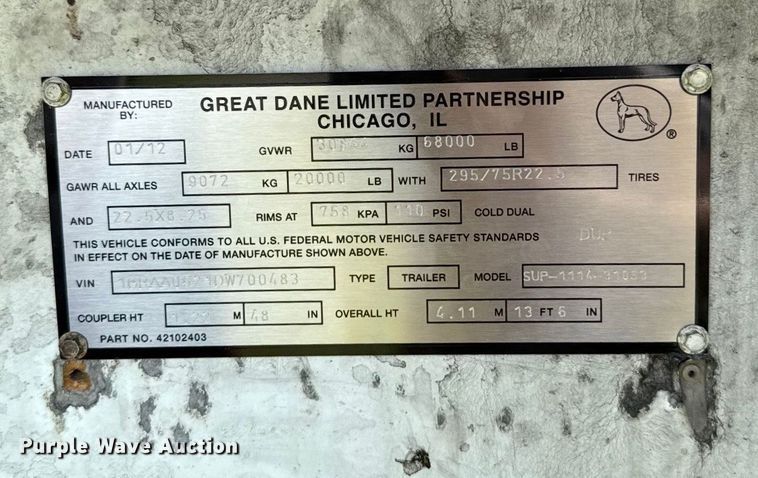 MANUFACTURED BY:
GREAT DANE LIMITED PARTNERSHIP
CHICAGO, IL
®
DATE 01/12 GVWR KG 68000 LB
GAWR ALL AXLES 9072 KG 20000 LB WITH 295/75R22.5 TIRES
AND 22.5X8.25 RIMS AT 758 KPA 110 PSI COLD DUAL
THIS VEHICLE CONFORMS TO ALL U.S. FEDERAL MOTOR VEHICLE SAFETY STANDARDS
IN EFFECT ON THE DATE OF MANUFACTURE SHOWN ABOVE.
DUP
VIN TYPE TRAILER MODEL
COUPLER HT M 48 IN OVERALL HT 4.11 M 13 FT 6 IN
PART NO. 42102403
Purple Wave Auction